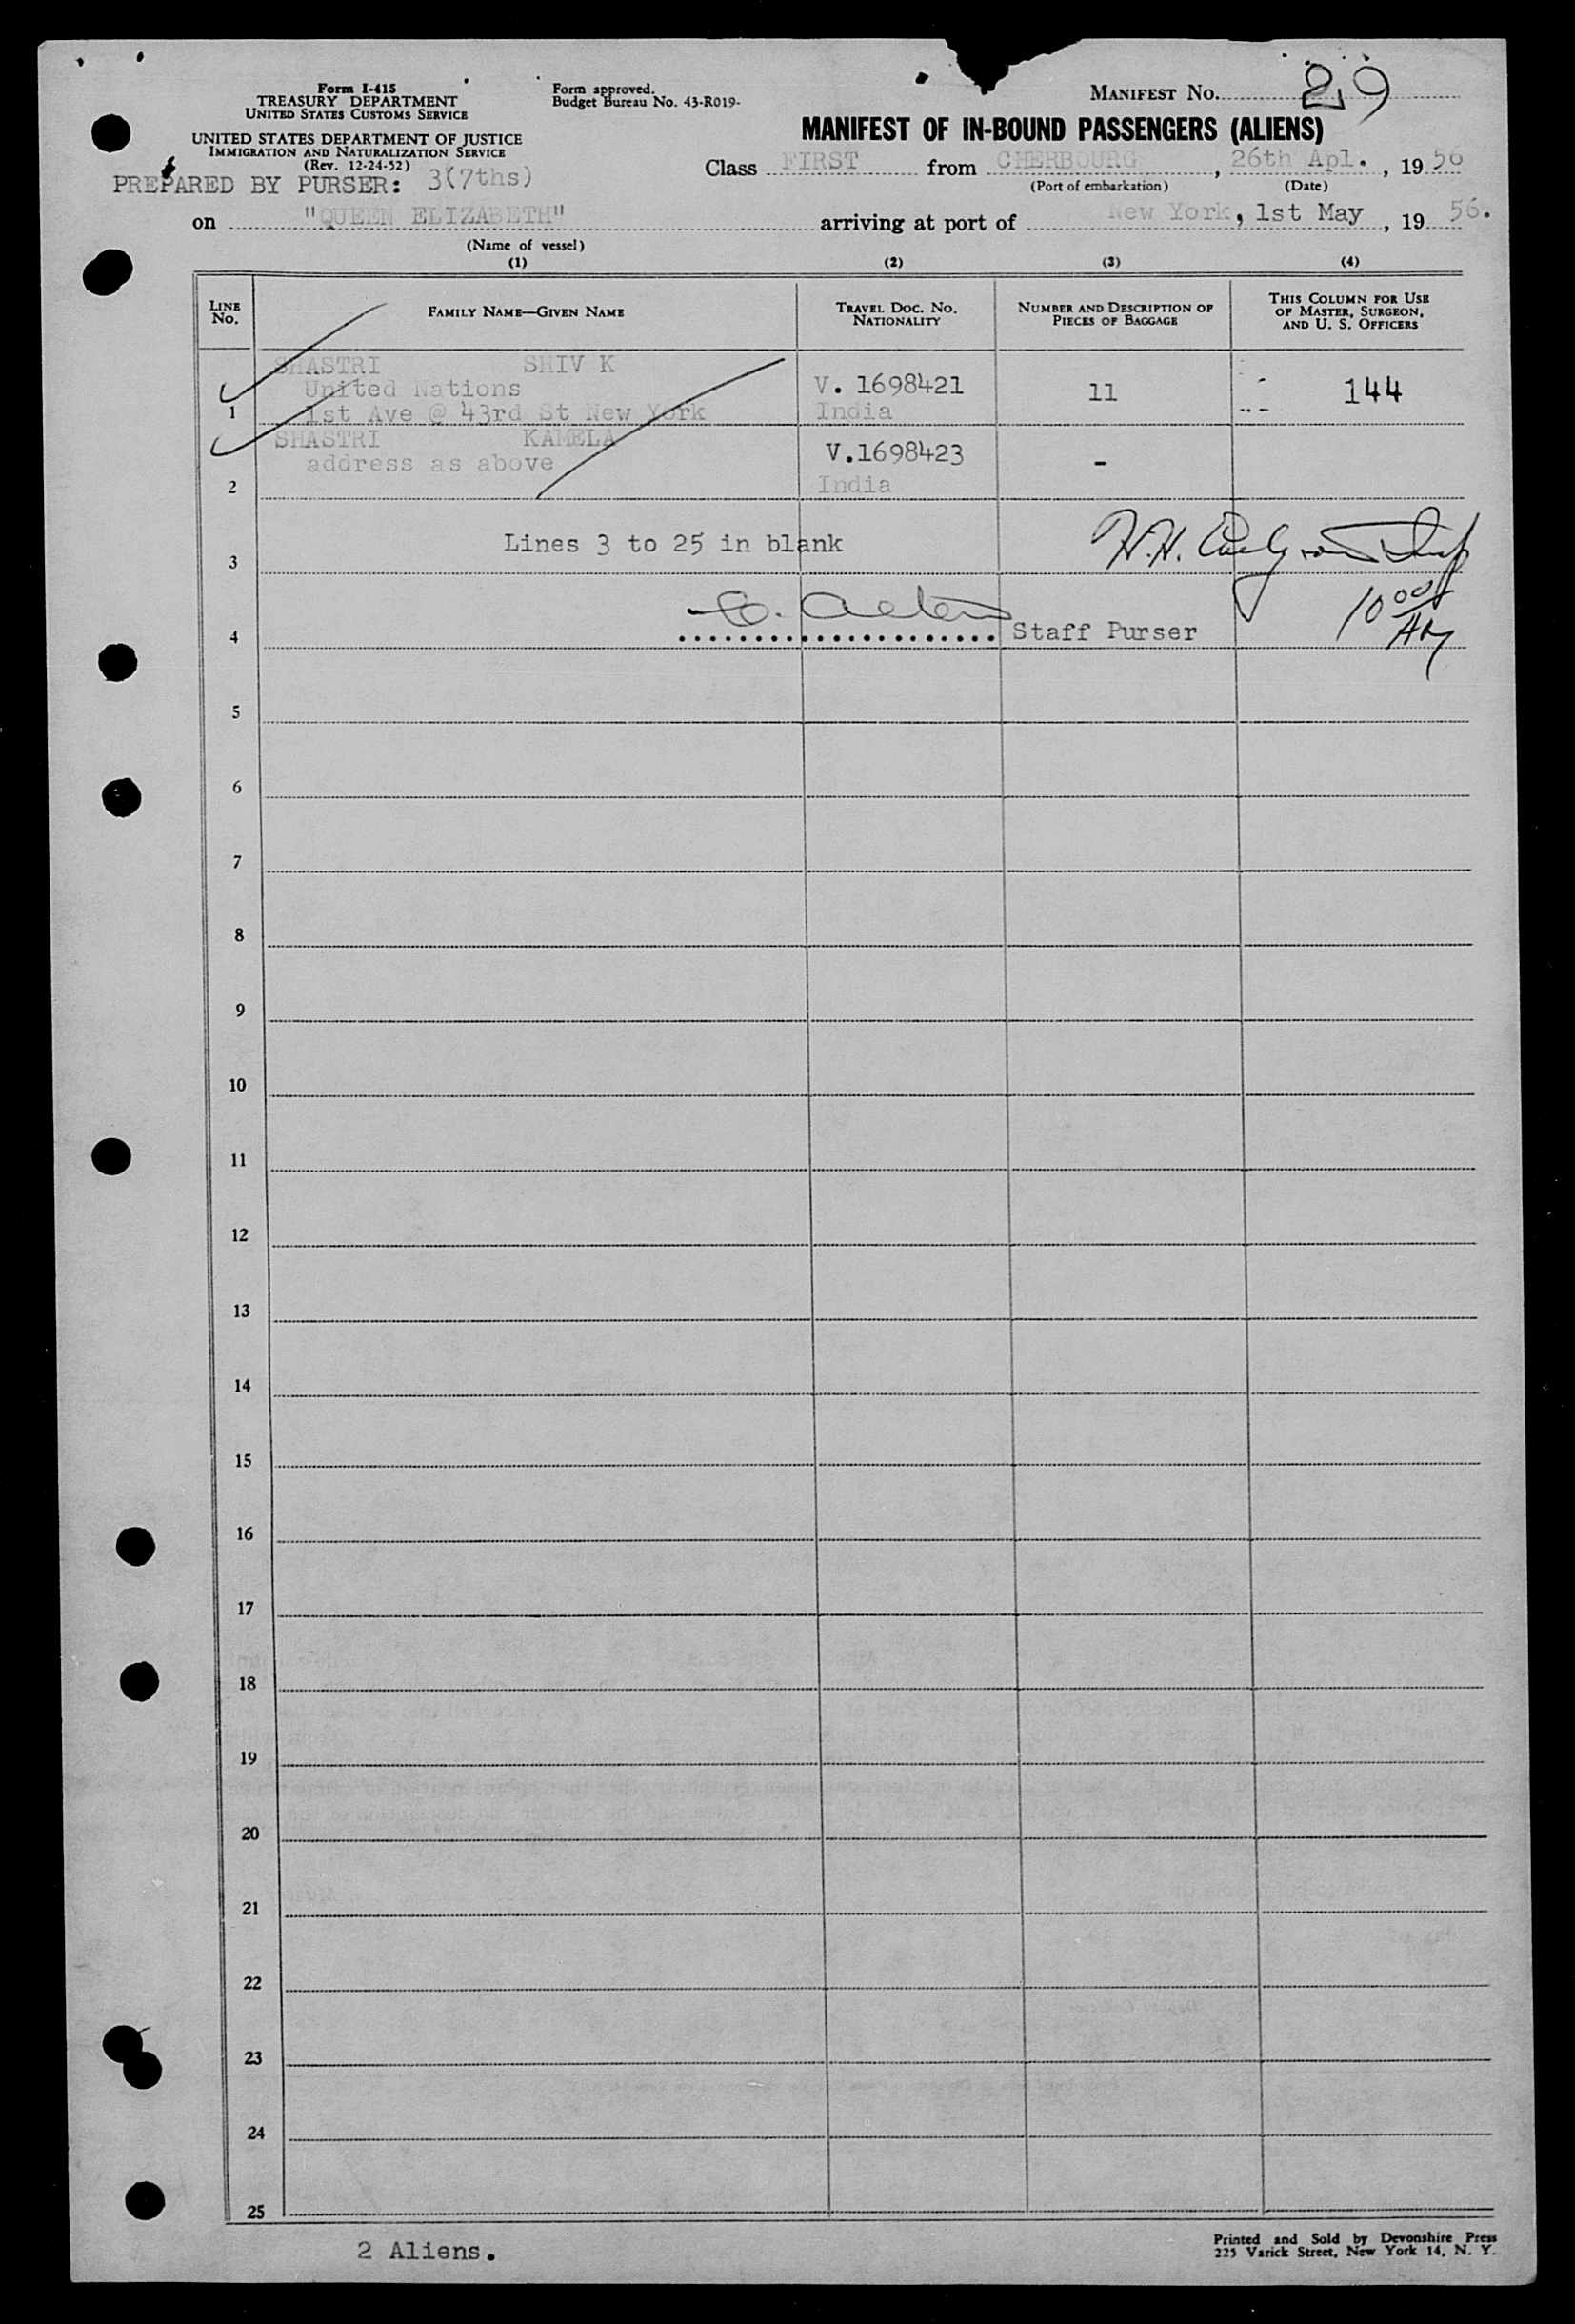 Form I-415
TREASURY DEPARTMENT
UNITED STATES CUSTOMS SERVICE
UNITED STATES DEPARTMENT OF JUSTICE
IMMIGRATION AND NATURALIZATION SERVICE
(Rev. 12-24-52)
PREPARED BY PURSER: 3(7ths)
Form approved.
Budget Bureau No. 43-R019-
MANIFEST No. 29
MANIFEST OF IN-BOUND PASSENGERS (ALIENS)
Class FIRST from CHERBOURG, 26th Apl., 1956
(Port of embarkation) (Date)
on "QUEEN ELIZABETH" arriving at port of New York, 1st May, 19 56.
(Name of vessel)
(1) (2) (3) (4)
LINE No. FAMILY NAME—GIVEN NAME TRAVEL DOC. NO. NATIONALITY NUMBER AND DESCRIPTION OF PIECES OF BAGGAGE THIS COLUMN FOR USE OF MASTER, SURGEON, AND U. S. OFFICERS
SHASTRI SHIV K
United Nations V. 1698421 11 144
1 1st Ave @ 43rd St New York India
SHASTRI KAMELA
address as above V.1698423 -
2 India
Lines 3 to 25 in blank H.H.
3
10 00 AM
4 Staff Purser
5
6
7
8
9
10
11
12
13
14
15
16
17
18
19
20
21
22
23
24
25
2 Aliens.
Printed and Sold by Devonshire Press
225 Varick Street, New York 14, N. Y.